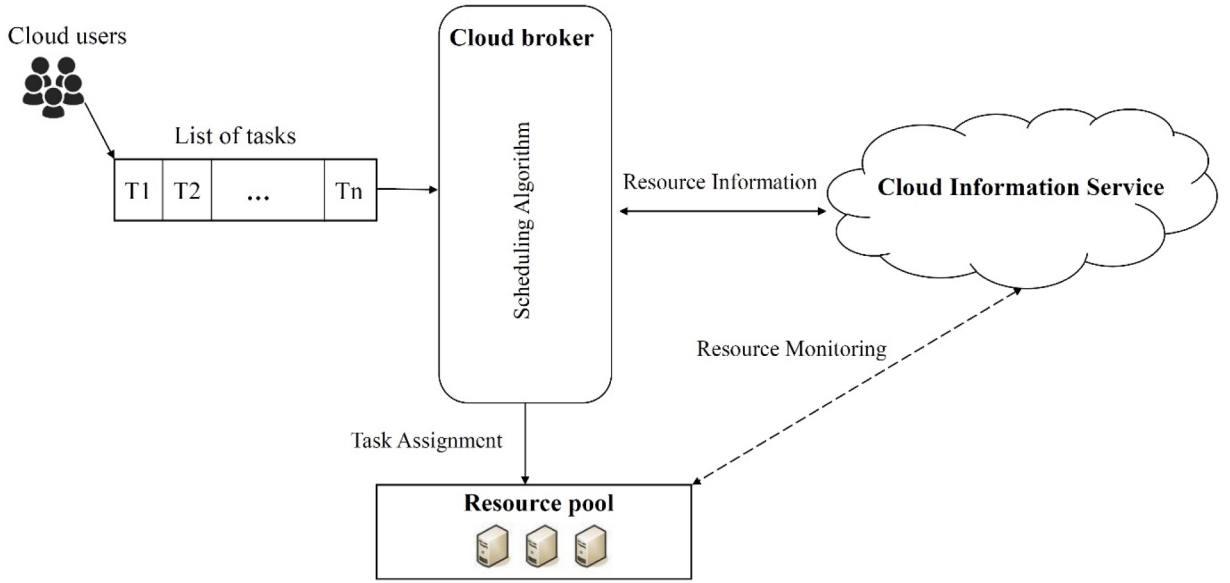 Cloud users
Cloud broker
List of tasks
T1 T2 ... Tn
Scheduling Algorithm
Resource Information
Cloud Information Service
Resource Monitoring
Task Assignment
Resource pool